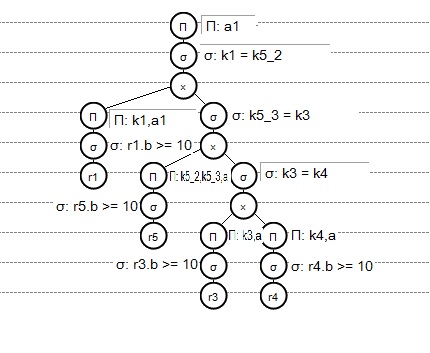 Π Π: a1
σ σ: k1 = k5_2
x
Π Π: k1,a1 σ σ: k5_3 = k3
σ σ: r1.b >= 10 x
r1 Π Π: k5_2,k5_3,a σ σ: k3 = k4
σ: r5.b >= 10 σ x
r5 Π Π: k3,a Π Π: k4,a
σ: r3.b >= 10 σ σ σ: r4.b >= 10
r3 r4